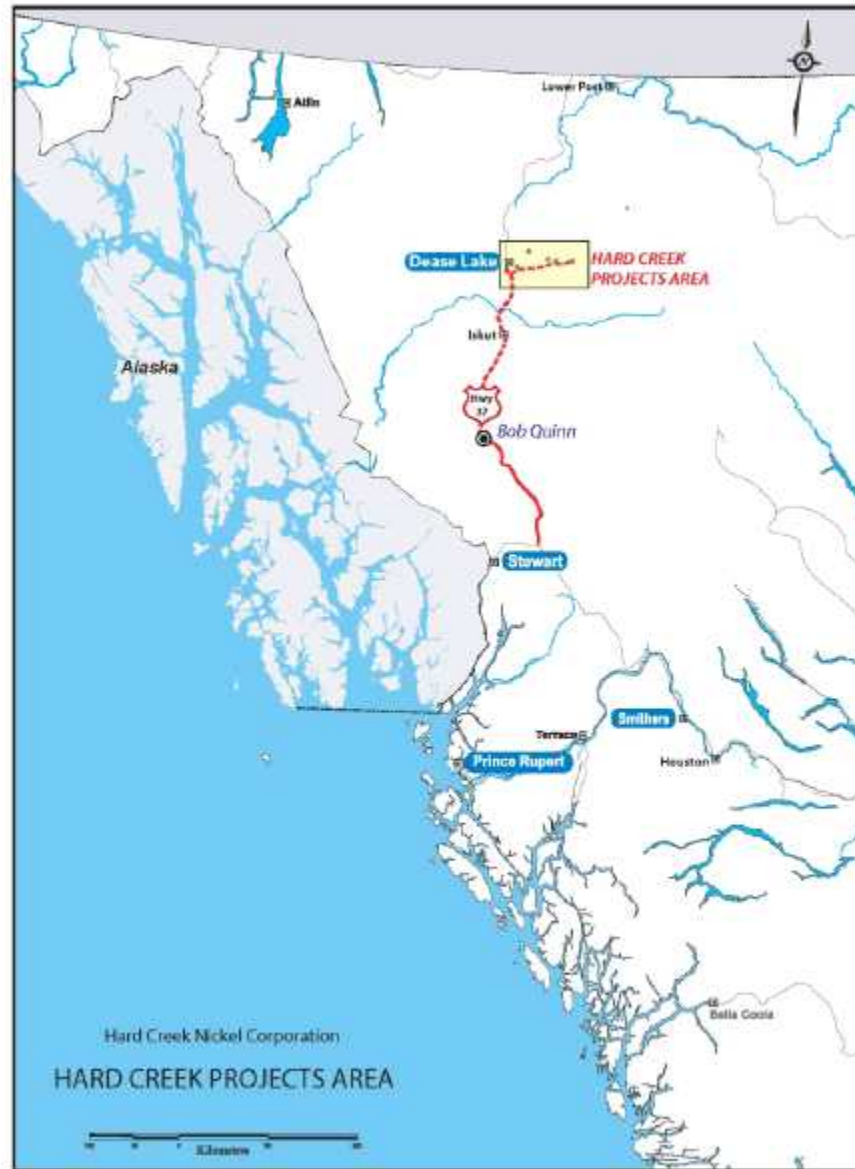 Atlin
Lower Post
Dease Lake
HARD CREEK
PROJECTS AREA
Iskut
Alaska
Hwy
37
Bob Quinn
Stewart
Smithers
Terrace
Prince Rupert
Houston
Bella Coola
Hard Creek Nickel Corporation
HARD CREEK PROJECTS AREA
Kilometres